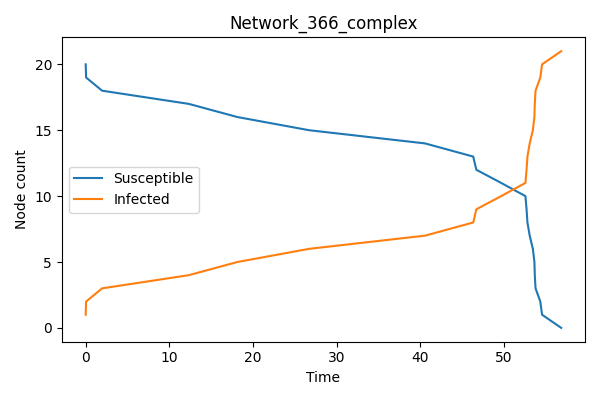 Network_366_complex
Node count
20
15
10
5
0
Susceptible
Infected
0 10 20 30 40 50
Time